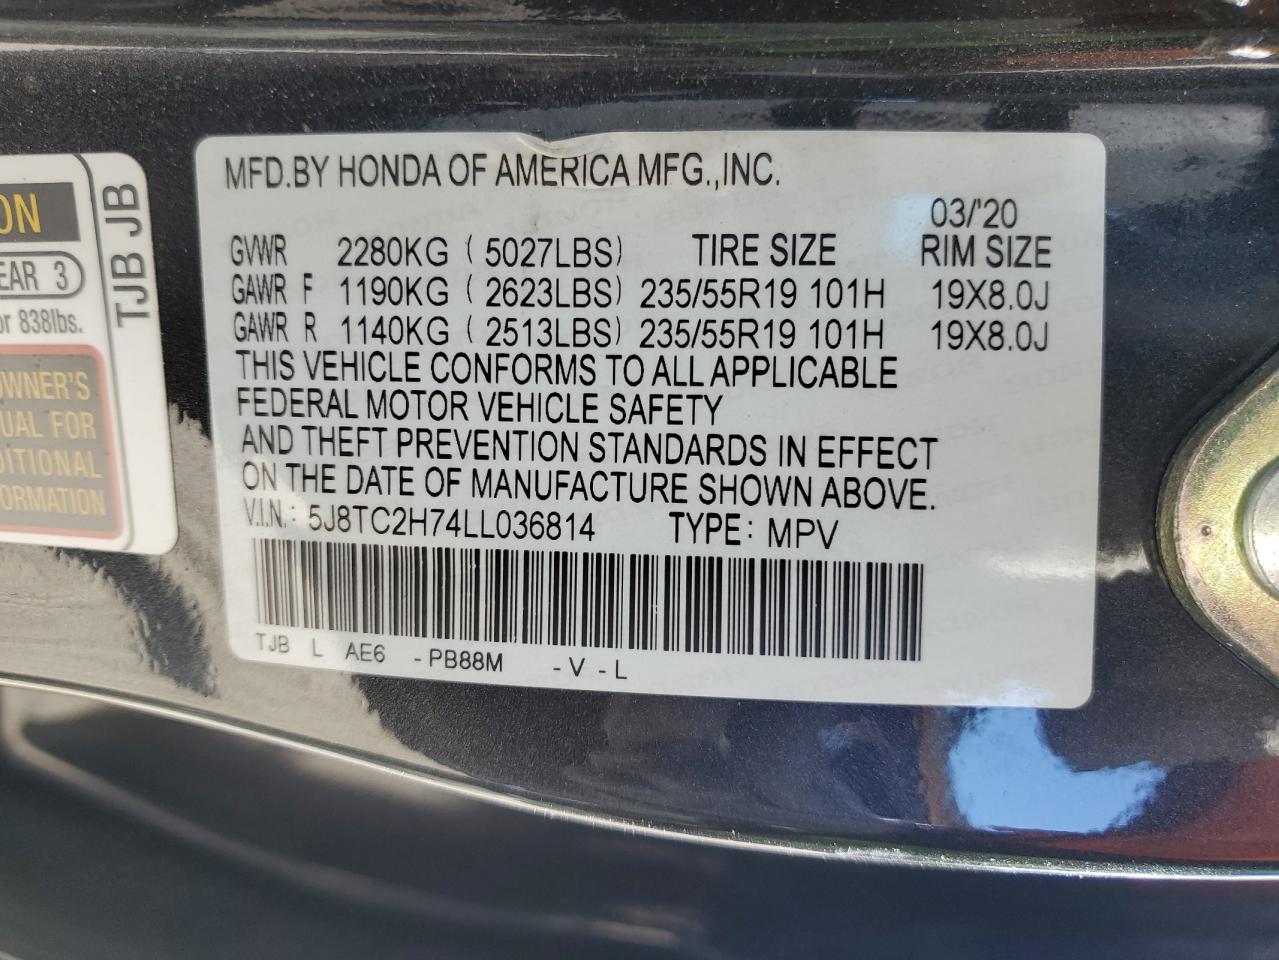 MFD.BY HONDA OF AMERICA MFG.,INC.
03/'20
GVWR 2280KG ( 5027LBS) TIRE SIZE RIM SIZE
GAWR F 1190KG ( 2623LBS) 235/55R19 101H 19X8.0J
GAWR R 1140KG ( 2513LBS) 235/55R19 101H 19X8.0J
THIS VEHICLE CONFORMS TO ALL APPLICABLE
FEDERAL MOTOR VEHICLE SAFETY
AND THEFT PREVENTION STANDARDS IN EFFECT
ON THE DATE OF MANUFACTURE SHOWN ABOVE.
V.I.N.: 5J8TC2H74LL036814 TYPE: MPV
TJB L AE6 -PB88M -V-L
ON
EAR 3
or 838lbs.
OWNER'S
UAL FOR
DITIONAL
FORMATION
TJB JB